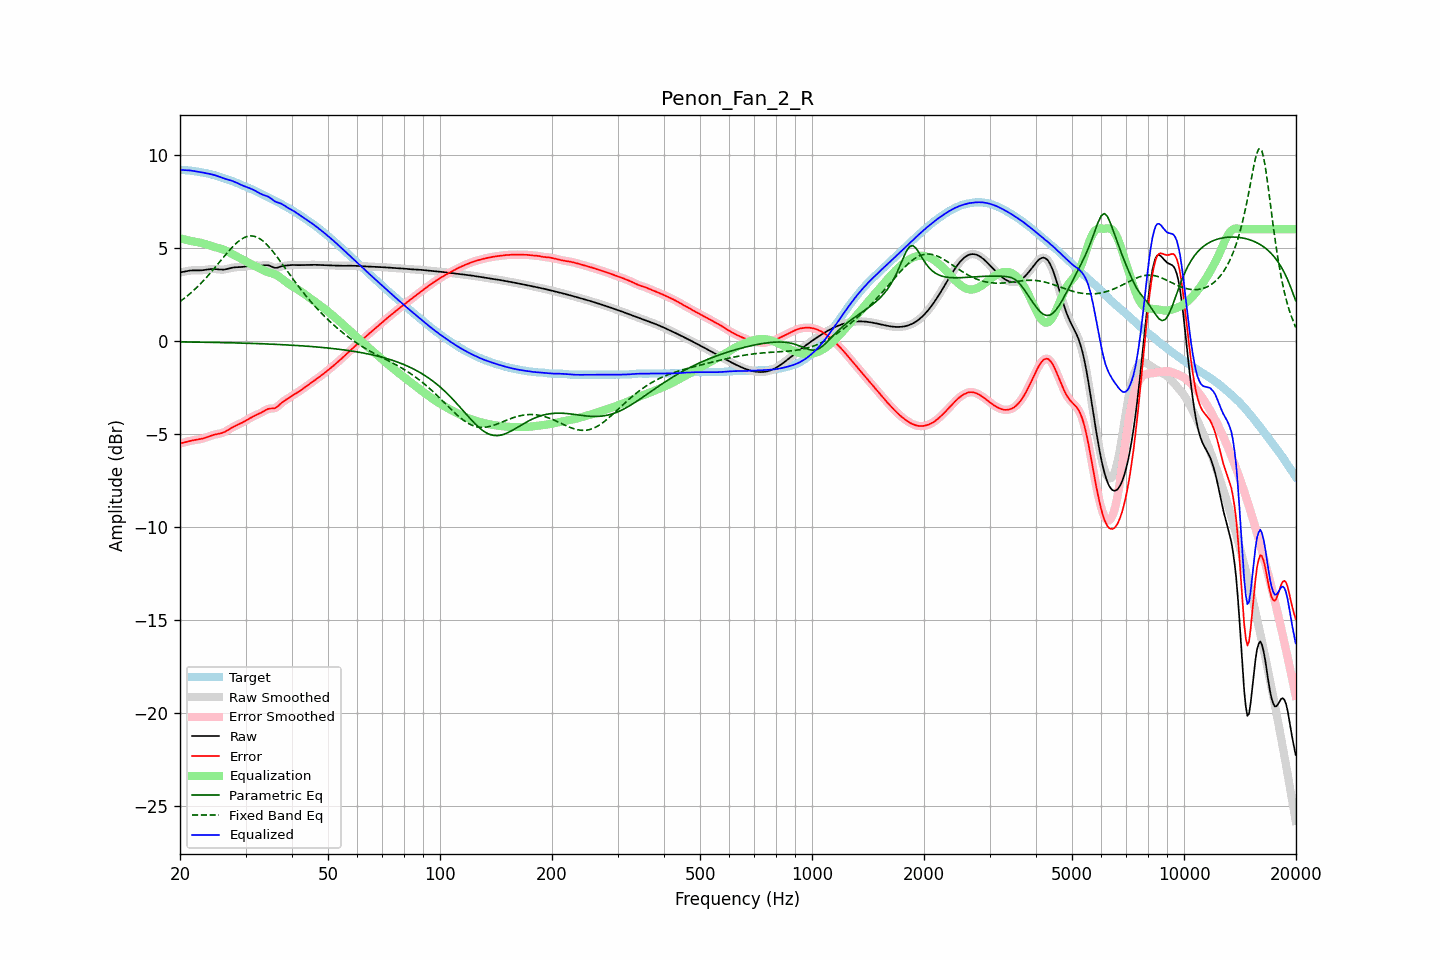 Penon_Fan_2_R
Amplitude (dBr)
10
5
0
−5
−10
−15
−20
−25
Target
Raw Smoothed
Error Smoothed
Raw
Error
Equalization
Parametric Eq
Fixed Band Eq
Equalized
20 50 100 200 500 1000 2000 5000 10000 20000
Frequency (Hz)